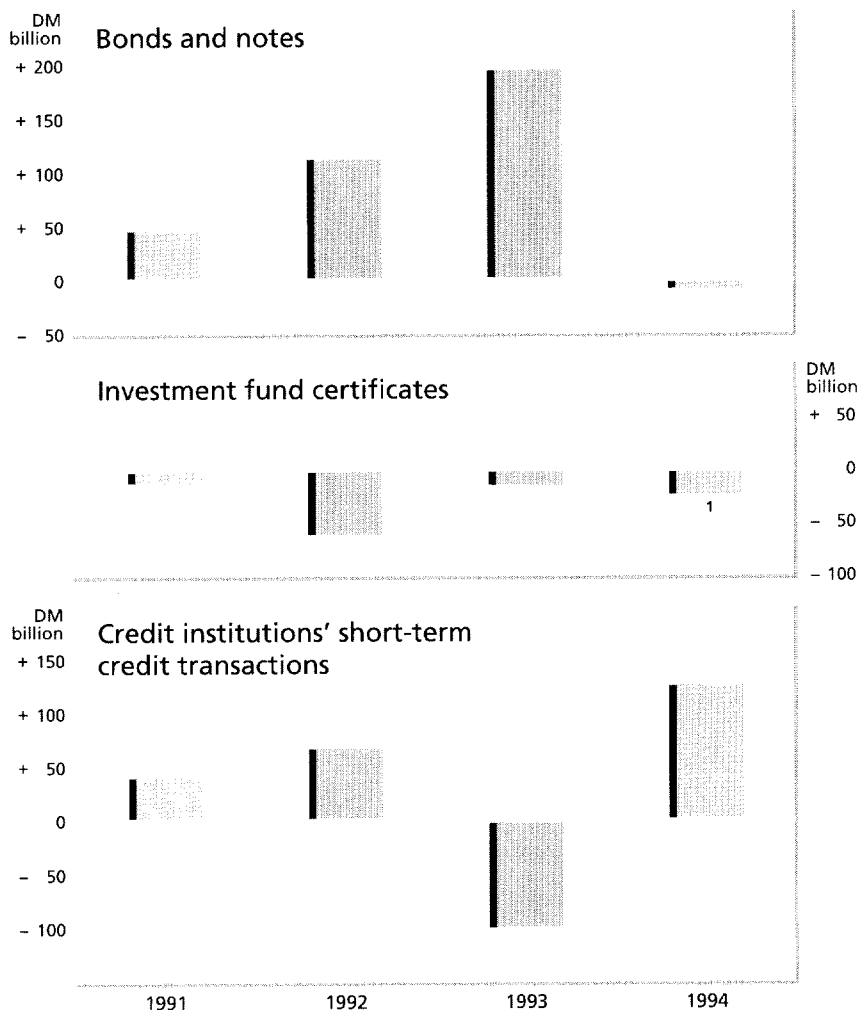 DM
billion
Bonds and notes
+ 200
+ 150
+ 100
+ 50
0
− 50
Investment fund certificates
DM
billion
+ 50
0
1
− 50
− 100
DM
billion
Credit institutions’ short-term
credit transactions
+ 150
+ 100
+ 50
0
− 50
− 100
1991 1992 1993 1994